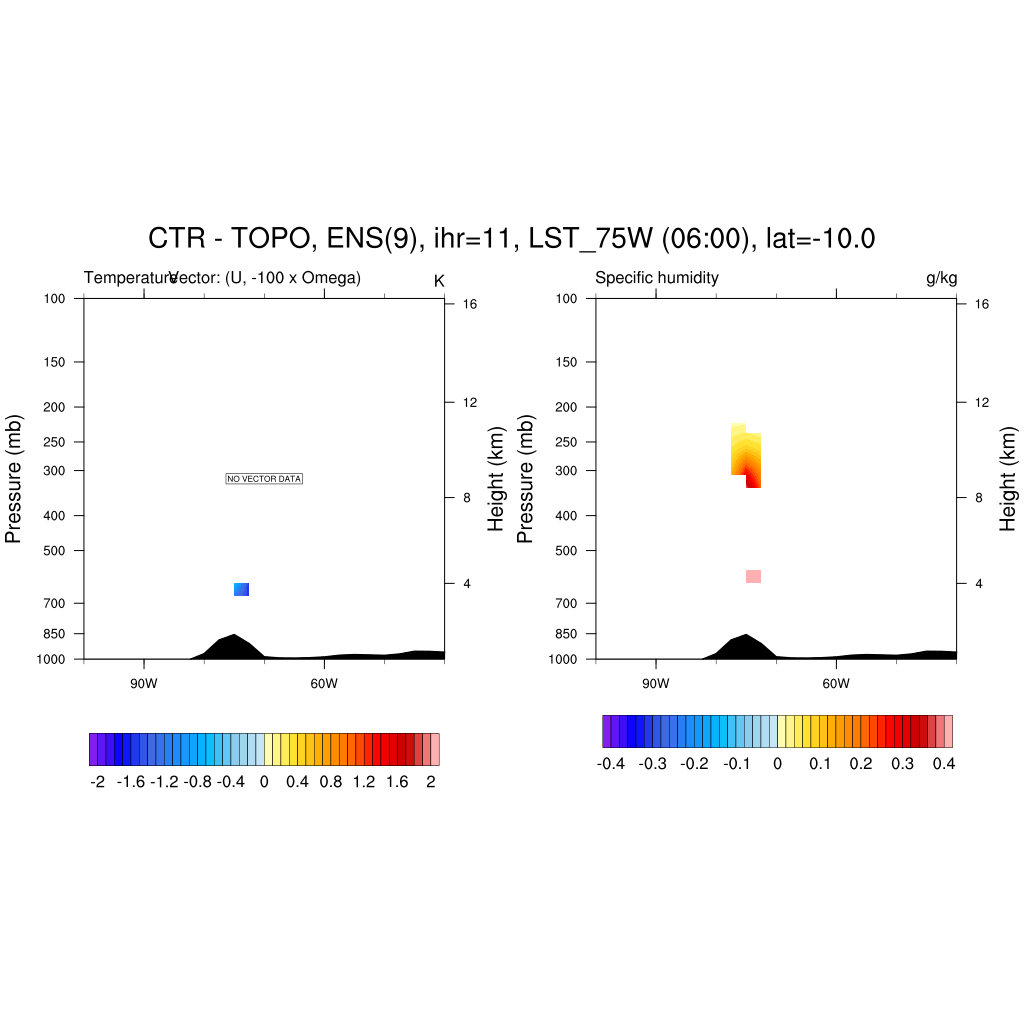 CTR - TOPO, ENS(9), ihr=11, LST_75W (06:00), lat=-10.0
Temperature Vector: (U, -100 x Omega) K
Specific humidity g/kg
Pressure (mb)
100
150
200
250
300
400
500
700
850
1000
NO VECTOR DATA
16
12
8
4
Height (km)
90W 60W
-2 -1.6 -1.2 -0.8 -0.4 0 0.4 0.8 1.2 1.6 2
Pressure (mb)
100
150
200
250
300
400
500
700
850
1000
16
12
8
4
Height (km)
90W 60W
-0.4 -0.3 -0.2 -0.1 0 0.1 0.2 0.3 0.4